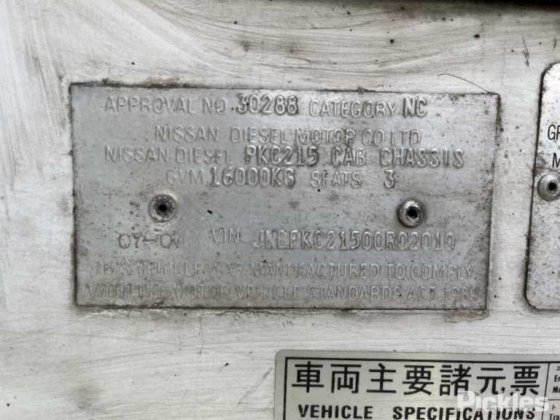 APPROVAL NO. 30288 CATEGORY NC
NISSAN DIESEL MOTOR CO LTD
NISSAN DIESEL PKC215 CAB CHASSIS
GVM 16000KG SEATS 3
VIN
THIS VEHICLE WAS MANUFACTURED TO COMPLY
WITH THE MOTOR VEHICLE STANDARDS ACT 1989
車両主要諸元票
VEHICLE SPECIFICATIONS
Pickles